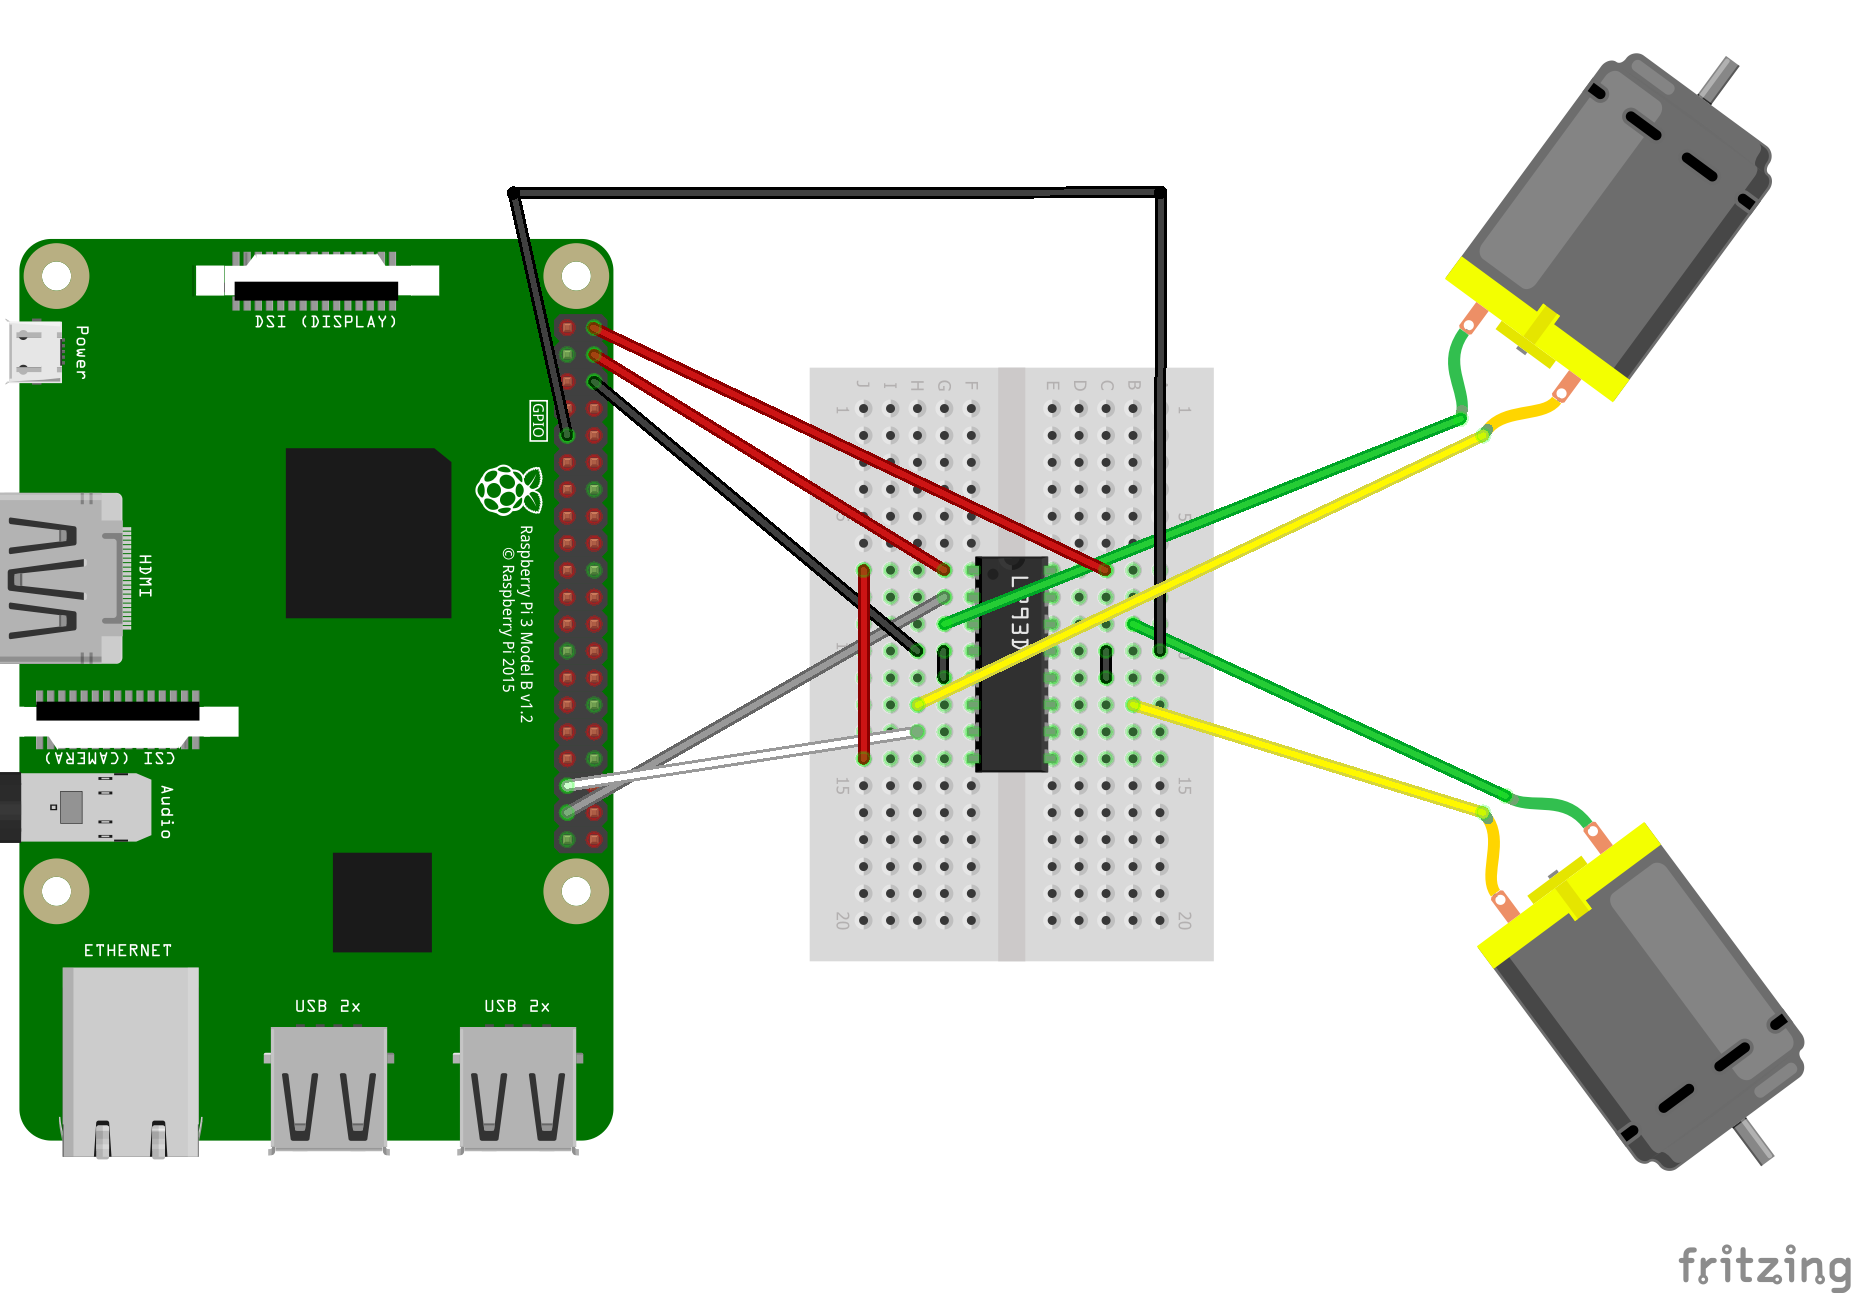 DSI (DISPLAY)
Power
GPIO
HDMI
Raspberry Pi 3 Model B v1.2
© Raspberry Pi 2015
CSI (CAMERA)
Audio
ETHERNET
USB 2x
USB 2x
J I H G F E D C B
1 1
5
15 15
20 20
L293D
fritzing